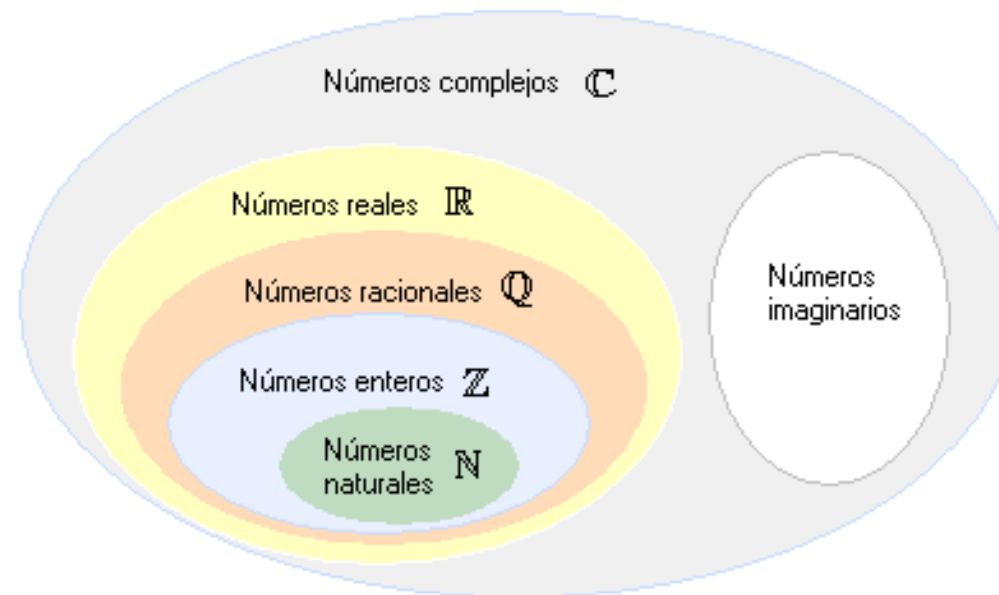 Números complejos ℂ
Números reales ℝ
Números racionales ℚ
Números
imaginarios
Números enteros ℤ
Números
naturales ℕ